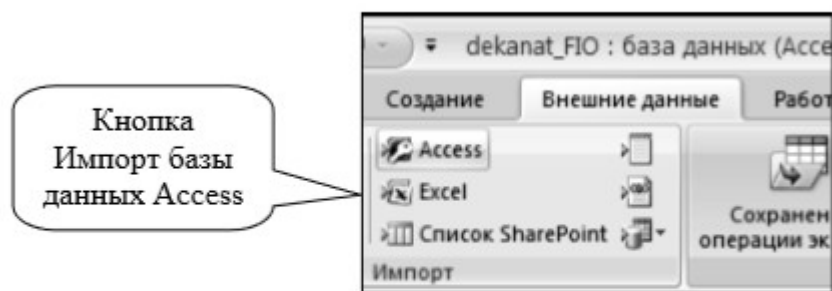 dekanat_FIO : база данных (Acce
Создание Внешние данные Работ
Кнопка
Импорт базы
данных Access
Access
Excel
Список SharePoint
Сохранен
операции эк
Импорт